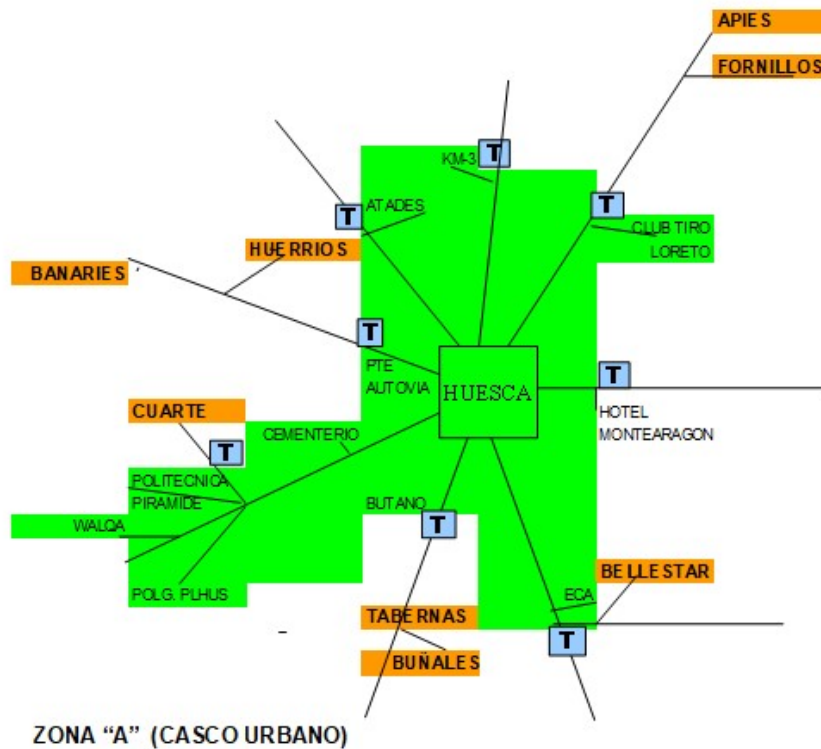 APIES
FORNILLOS
T
KM-3
T
T
ATADES
CLUB TIRO
LORETO
HUERRIOS
BANARIES
T
PTE
AUTOVIA
HUESCA
T
HOTEL
MONTEARAGON
CUARTE
CEMENTERIO
T
POLITECNICA
PIRAMIDE
WALQA
BUTANO
T
POLG. PLHUS
ECA
BELLESTAR
TABERNAS
T
BUÑALES
ZONA "A" (CASCO URBANO)